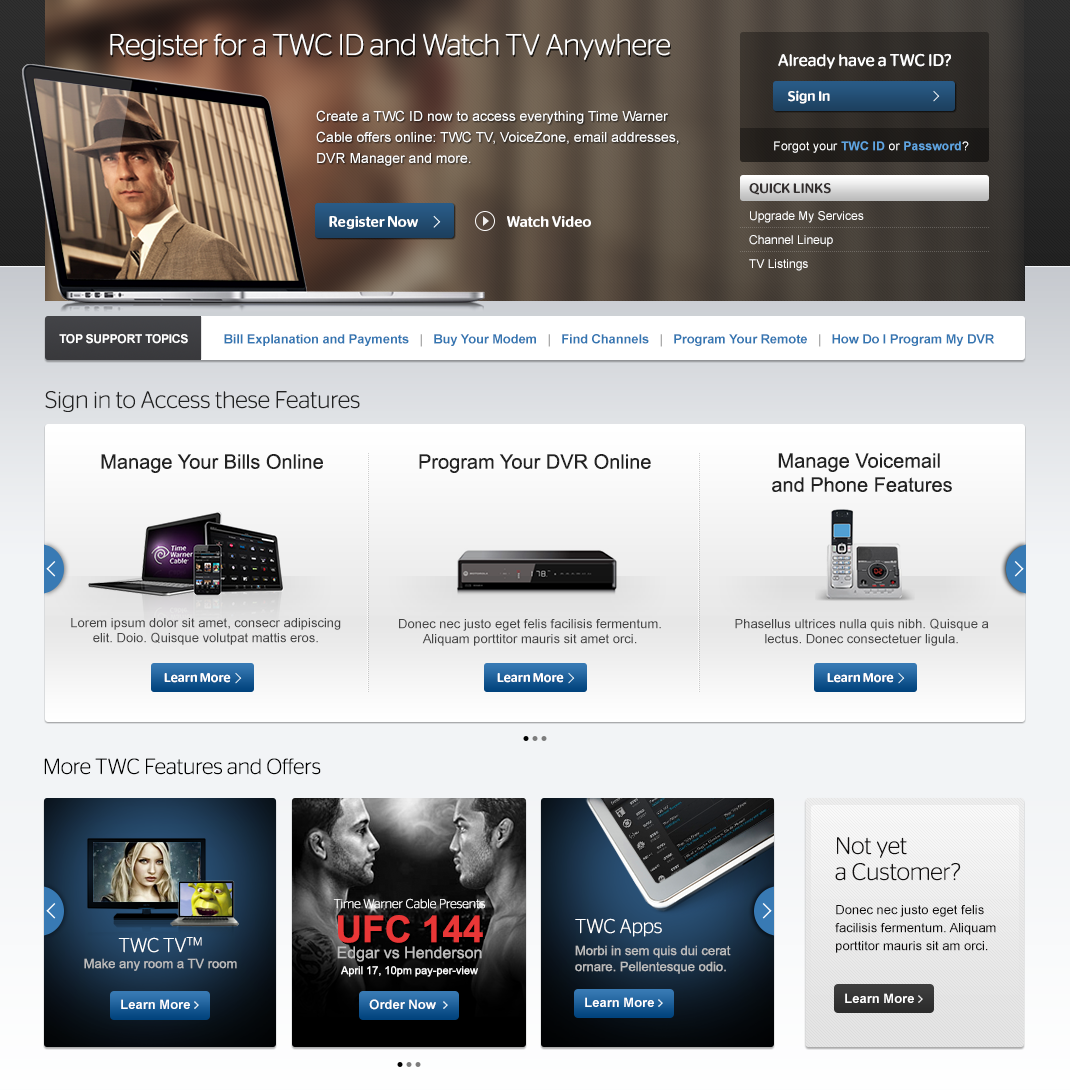 Register for a TWC ID and Watch TV Anywhere
Create a TWC ID now to access everything Time Warner
Cable offers online: TWC TV, VoiceZone, email addresses,
DVR Manager and more.
Register Now
Watch Video
Already have a TWC ID?
Sign In
Forgot your TWC ID or Password?
QUICK LINKS
Upgrade My Services
Channel Lineup
TV Listings
TOP SUPPORT TOPICS
Bill Explanation and Payments | Buy Your Modem | Find Channels | Program Your Remote | How Do I Program My DVR
Sign in to Access these Features
Manage Your Bills Online
Time
Warner
Cable
Lorem ipsum dolor sit amet, consecr adipiscing
elit. Doio. Quisque volutpat mattis eros.
Learn More
Program Your DVR Online
Donec nec justo eget felis facilisis fermentum.
Aliquam porttitor mauris sit amet orci.
Learn More
Manage Voicemail
and Phone Features
Phasellus ultrices nulla quis nibh. Quisque a
lectus. Donec consectetuer ligula.
Learn More
More TWC Features and Offers
TWC TV™
Make any room a TV room
Learn More
Time Warner Cable Presents
UFC 144
Edgar vs Henderson
April 17, 10pm pay-per-view
Order Now
TWC Apps
Morbi in sem quis dui cerat
ornare. Pellentesque odio.
Learn More
Not yet
a Customer?
Donec nec justo eget felis
facilisis fermentum. Aliquam
porttitor mauris sit am orci.
Learn More